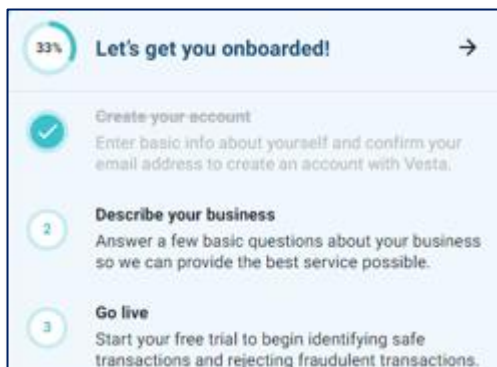 33% Let's get you onboarded!
Create your account
Enter basic info about yourself and confirm your
email address to create an account with Vesta.
2 Describe your business
Answer a few basic questions about your business
so we can provide the best service possible.
3 Go live
Start your free trial to begin identifying safe
transactions and rejecting fraudulent transactions.